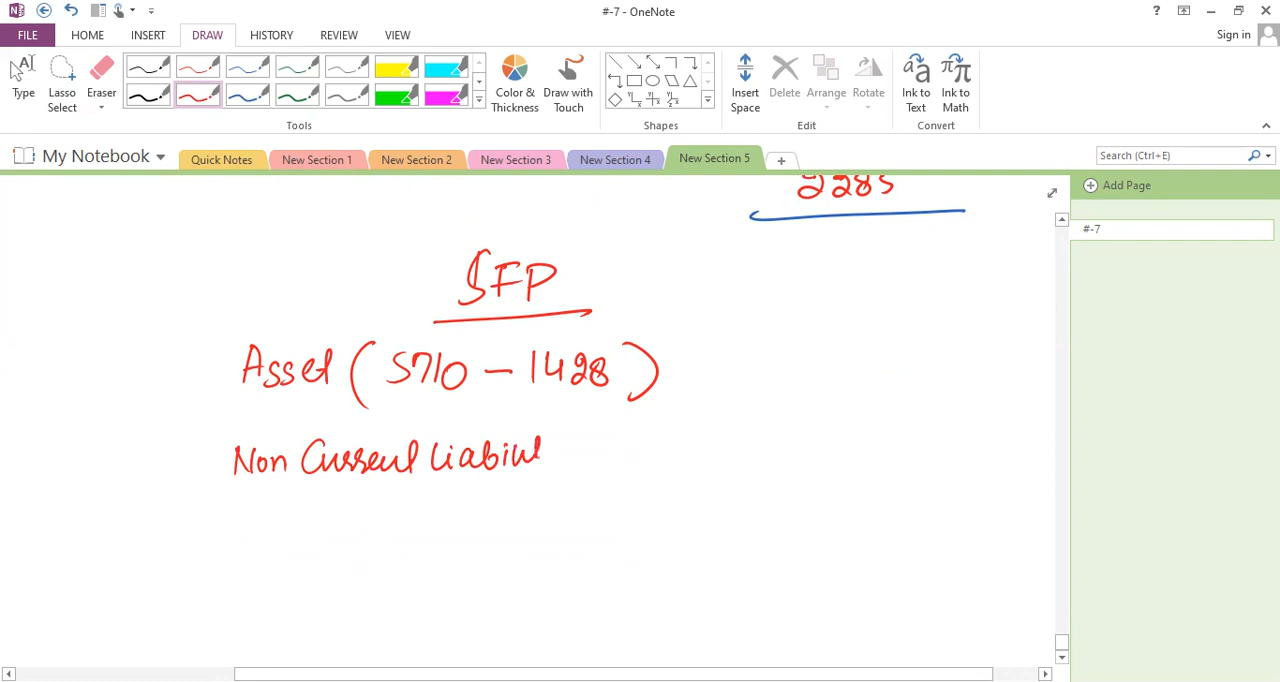 #-7 - OneNote
?
Sign in
FILE HOME INSERT DRAW HISTORY REVIEW VIEW
Type
Lasso Select
Eraser
Color & Thickness
Draw with Touch
Insert Space
Delete
Arrange
Rotate
Ink to Text
Ink to Math
Tools Shapes Edit Convert
My Notebook
Quick Notes New Section 1 New Section 2 New Section 3 New Section 4 New Section 5
Search (Ctrl+E)
Add Page
#-7
2285
SFP
Asset (5710 - 1428)
Non Current Liabil